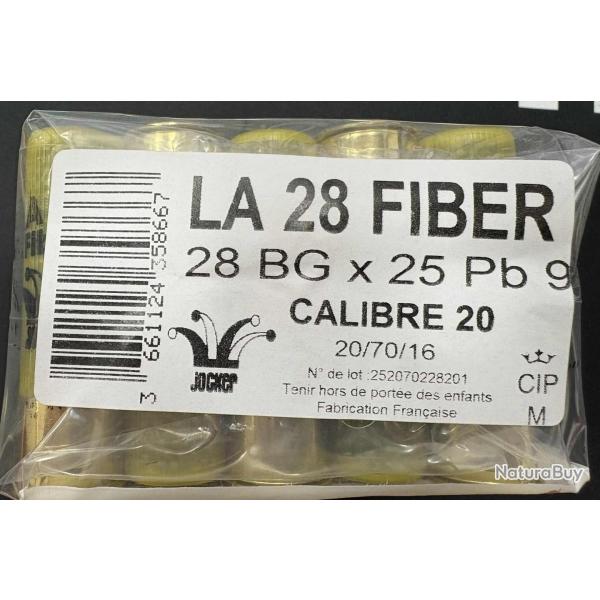 LA 28 FIBER
28 BG x 25 Pb 9
CALIBRE 20
20/70/16
N° de lot :252070228201
Tenir hors de portee des enfants
Fabrication Française
CIP
M
JOCKER
3 661124 358667
NaturaBuy